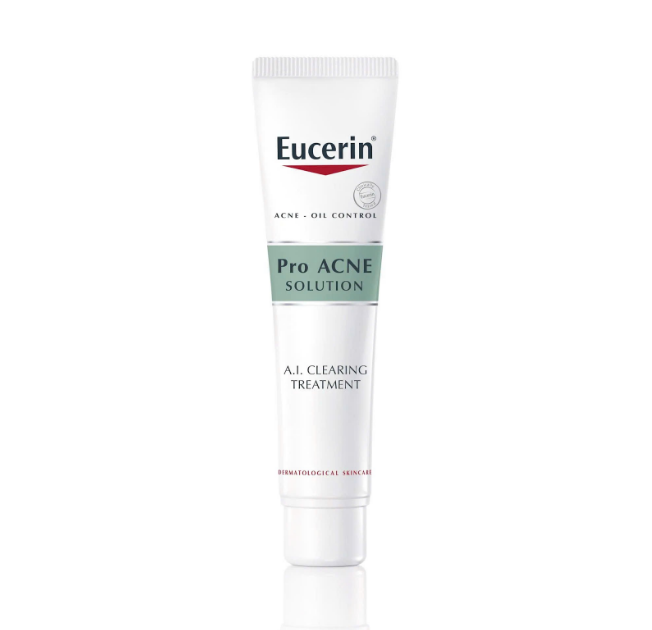 Eucerin®
ACNE - OIL CONTROL
Pro ACNE
SOLUTION
A.I. CLEARING
TREATMENT
DERMATOLOGICAL SKINCARE